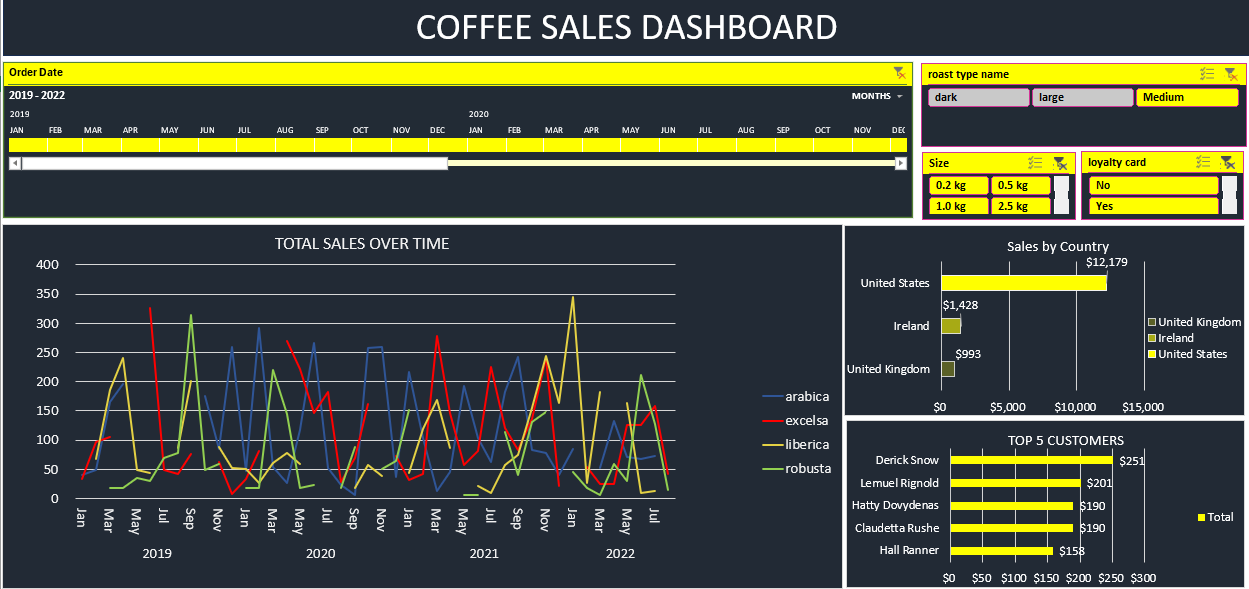 COFFEE SALES DASHBOARD
Order Date
2019 - 2022
MONTHS
2019 2020
JAN FEB MAR APR MAY JUN JUL AUG SEP OCT NOV DEC JAN FEB MAR APR MAY JUN JUL AUG SEP OCT NOV DEC
roast type name
dark large Medium
Size
0.2 kg 0.5 kg
1.0 kg 2.5 kg
loyalty card
No
Yes
TOTAL SALES OVER TIME
400
350
300
250
200
150
100
50
0
Jan Mar May Jul Sep Nov Jan Mar May Jul Sep Nov Jan Mar May Jul Sep Nov Jan Mar May Jul
2019 2020 2021 2022
arabica
excelsa
liberica
robusta
Sales by Country
$12,179
United States
$1,428
Ireland
$993
United Kingdom
$0 $5,000 $10,000 $15,000
United Kingdom
Ireland
United States
TOP 5 CUSTOMERS
Derick Snow $251
Lemuel Rignold $201
Hatty Dovydenas $190
Claudetta Rushe $190
Hall Ranner $158
$0 $50 $100 $150 $200 $250 $300
Total